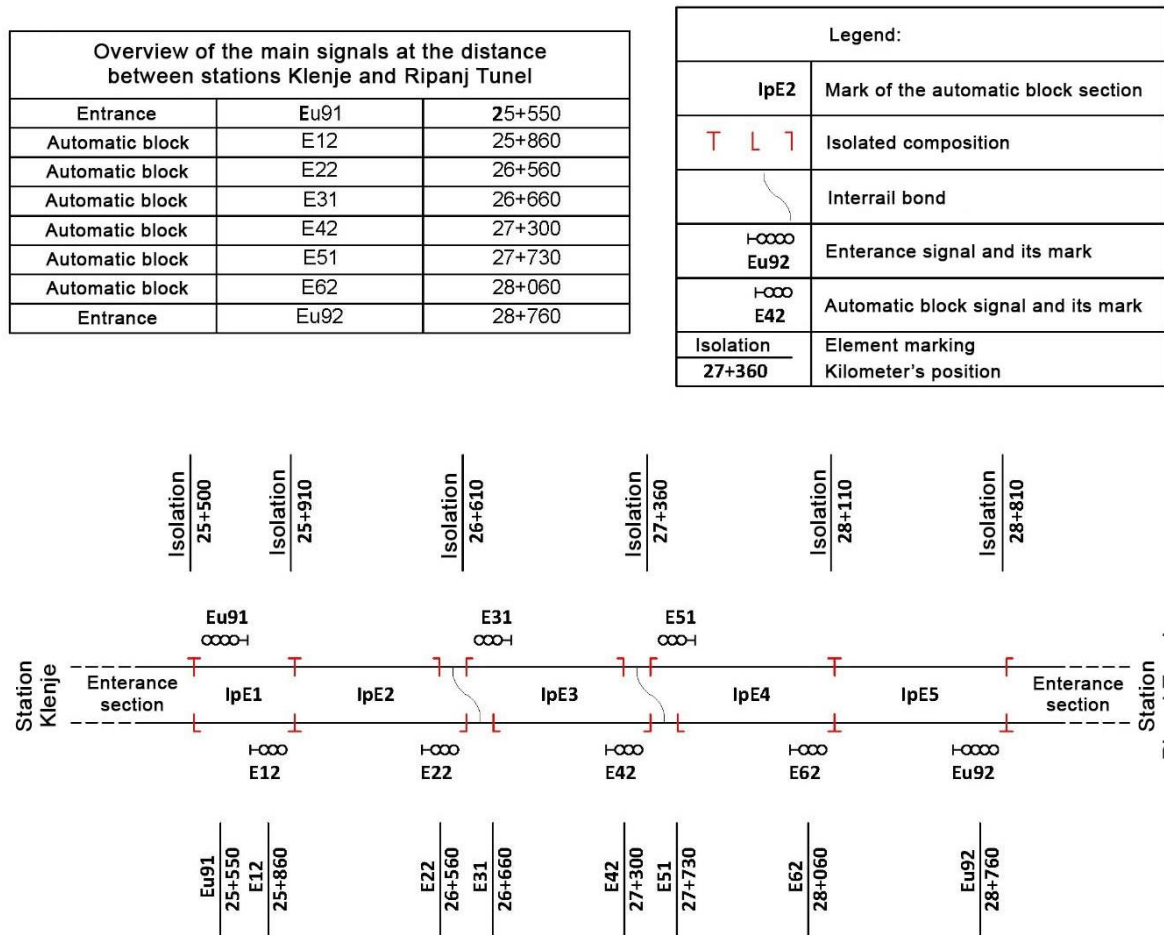 Overview of the main signals at the distance
between stations Klenje and Ripanj Tunel
Entrance Eu91 25+550
Automatic block E12 25+860
Automatic block E22 26+560
Automatic block E31 26+660
Automatic block E42 27+300
Automatic block E51 27+730
Automatic block E62 28+060
Entrance Eu92 28+760
Legend:
IpE2 Mark of the automatic block section
Isolated composition
Interrail bond
Eu92 Enterance signal and its mark
E42 Automatic block signal and its mark
Isolation Element marking
27+360 Kilometer's position
Isolation
25+500
Isolation
25+910
Isolation
26+610
Isolation
27+360
Isolation
28+110
Isolation
28+810
Eu91 E31 E51
Station
Klenje
Enterance
section
IpE1 IpE2 IpE3 IpE4 IpE5
Enterance
section
Station
E12 E22 E42 E62 Eu92
Eu91
25+550
E12
25+860
E22
26+560
E31
26+660
E42
27+300
E51
27+730
E62
28+060
Eu92
28+760